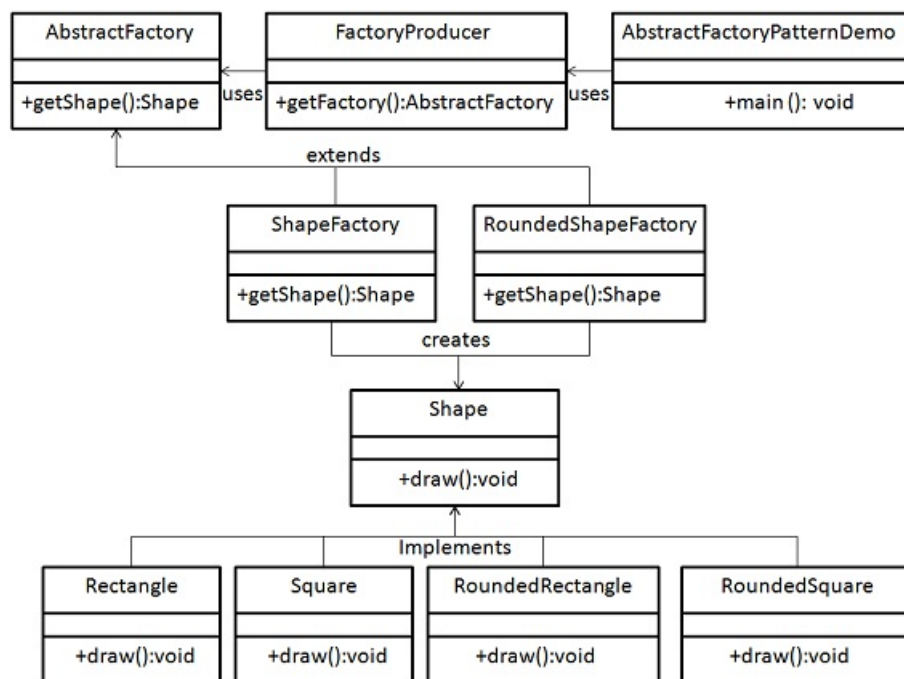 AbstractFactory
+getShape():Shape
uses
FactoryProducer
+getFactory():AbstractFactory
uses
AbstractFactoryPatternDemo
+main(): void
extends
ShapeFactory
+getShape():Shape
RoundedShapeFactory
+getShape():Shape
creates
Shape
+draw():void
Implements
Rectangle
+draw():void
Square
+draw():void
RoundedRectangle
+draw():void
RoundedSquare
+draw():void